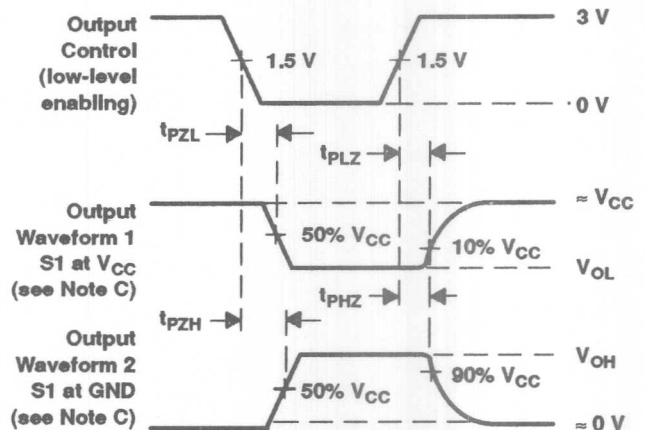 Output
Control
(low-level
enabling)
1.5 V
1.5 V
3 V
0 V
tPZL
tPLZ
Output
Waveform 1
S1 at VCC
(see Note C)
50% VCC
10% VCC
≈ VCC
VOL
tPZH
tPHZ
Output
Waveform 2
S1 at GND
(see Note C)
50% VCC
90% VCC
VOH
≈ 0 V